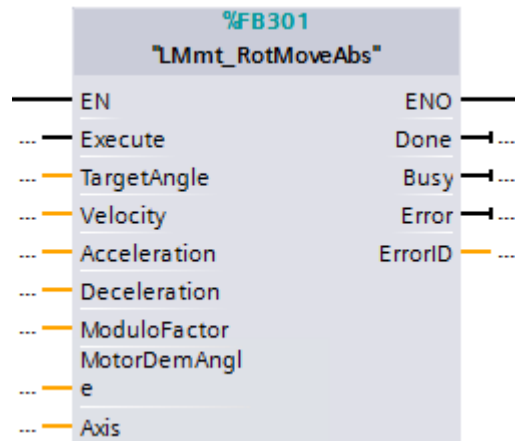 %FB301
"LMmt_RotMoveAbs"
EN ENO
... Execute Done ...
... TargetAngle Busy ...
... Velocity Error ...
... Acceleration ErrorID ...
... Deceleration
... ModuloFactor
MotorDemAngl
... e
... Axis